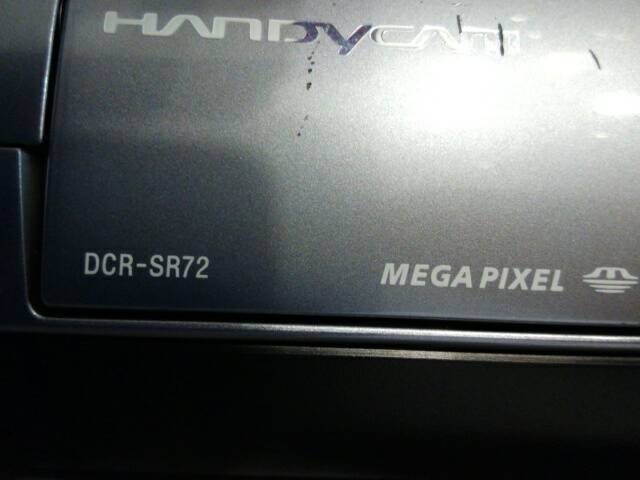 HANDYCAM
DCR-SR72
MEGA PIXEL